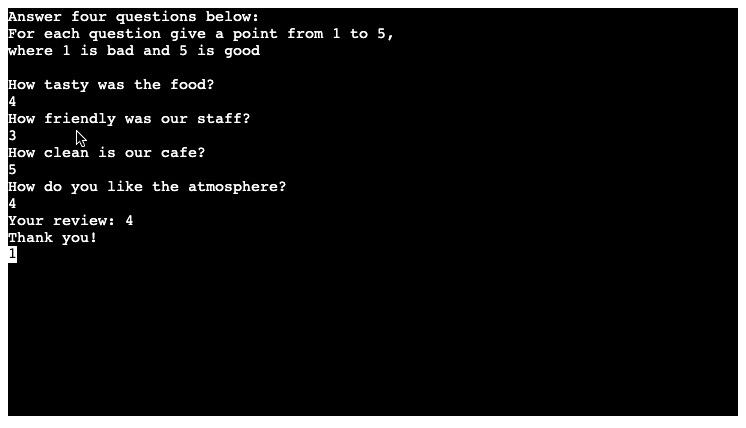 Answer four questions below:
For each question give a point from 1 to 5,
where 1 is bad and 5 is good
How tasty was the food?
4
How friendly was our staff?
3
How clean is our cafe?
5
How do you like the atmosphere?
4
Your review: 4
Thank you!
1